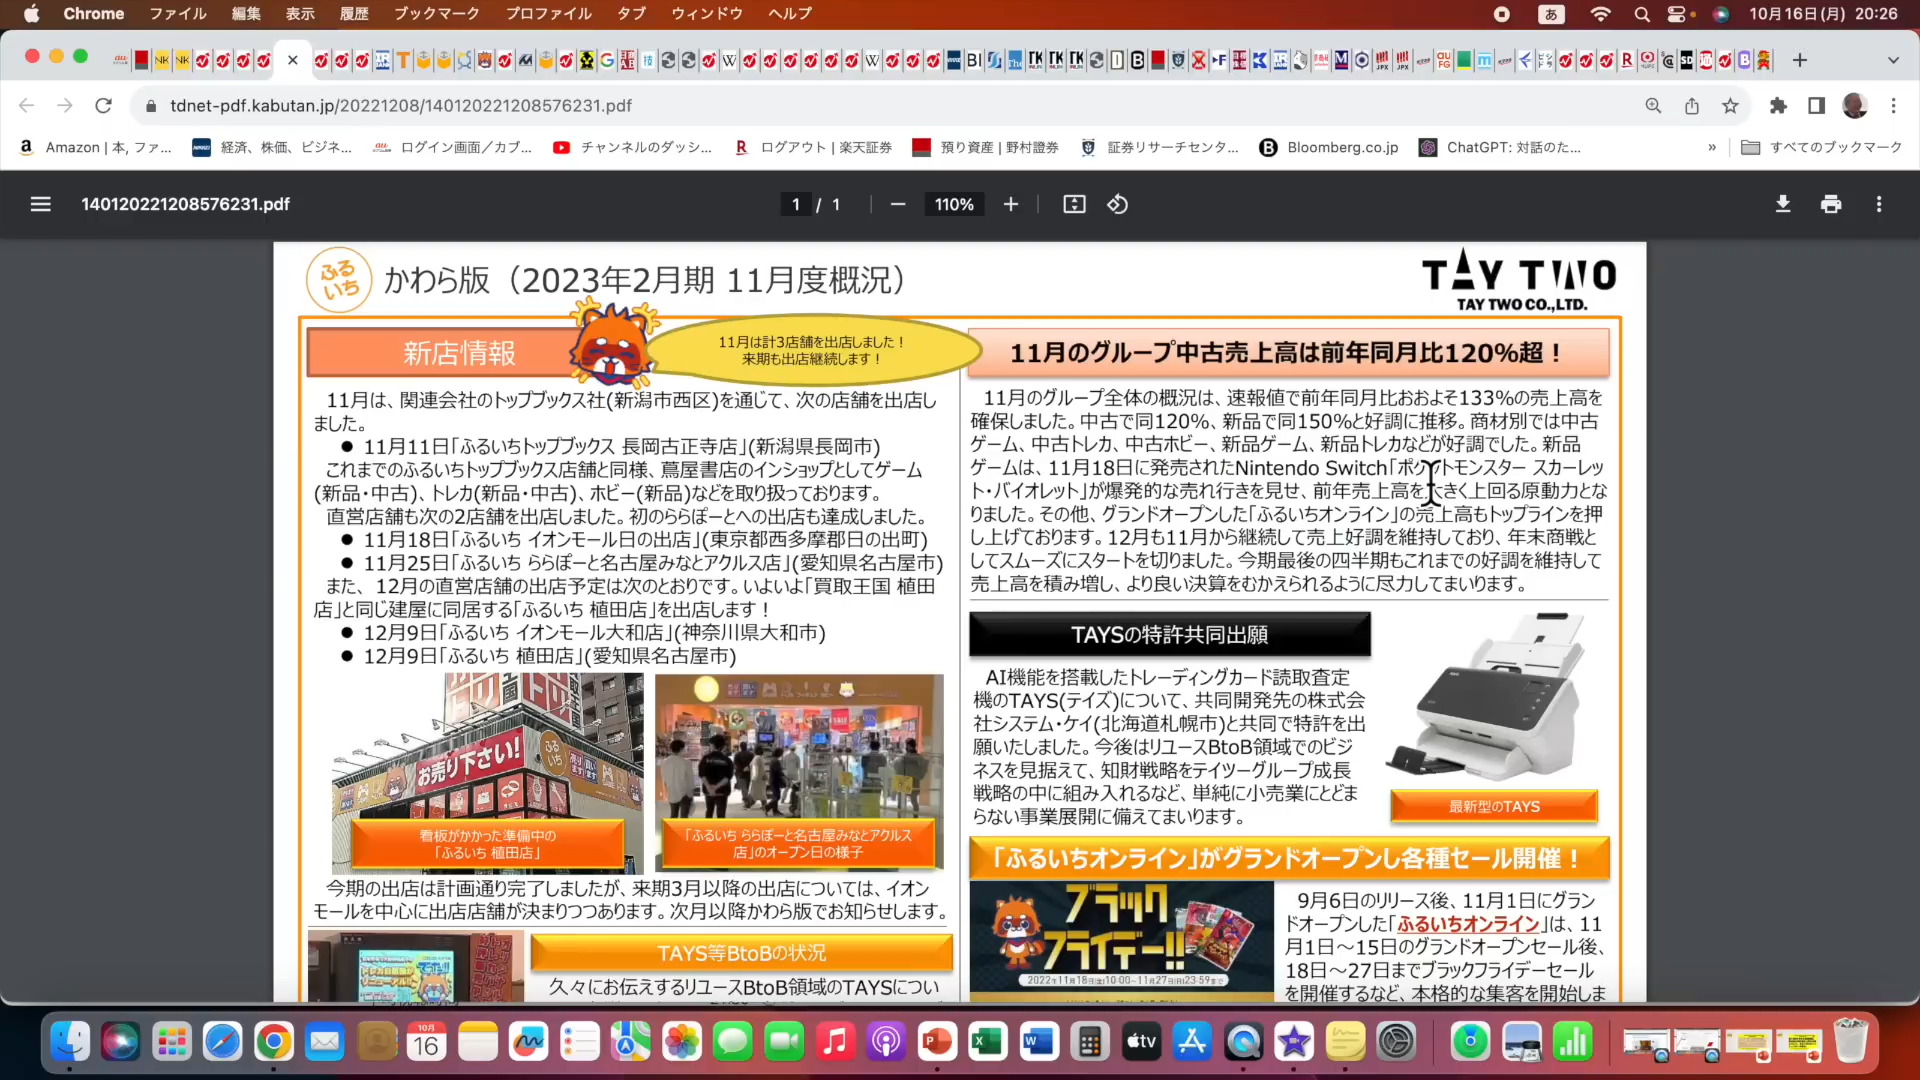 Chrome ファイル 編集 表示 履歴 ブックマーク プロファイル タブ ウィンドウ ヘルプ
あ 10月16日(月) 20:26
tdnet-pdf.kabutan.jp/20221208/140120221208576231.pdf
Amazon | 本, ファ... 経済、株価、ビジネ... ログイン画面／カブ... チャンネルのダッシ... ログアウト | 楽天証券 預り資産 | 野村證券 証券リサーチセンタ... Bloomberg.co.jp ChatGPT: 対話のた... » すべてのブックマーク
140120221208576231.pdf
1 / 1 110%
ふるいち
かわら版（2023年2月期 11月度概況）
TAY TWO
TAY TWO CO.,LTD.
新店情報
11月は計3店舗を出店しました！
来期も出店継続します！
11月は、関連会社のトップブックス社(新潟市西区)を通じて、次の店舗を出店し
ました。
● 11月11日「ふるいちトップブックス 長岡古正寺店」(新潟県長岡市)
これまでのふるいちトップブックス店舗と同様、蔦屋書店のインショップとしてゲーム
(新品・中古)、トレカ(新品・中古)、ホビー(新品)などを取り扱っております。
直営店舗も次の2店舗を出店しました。初のららぽーとへの出店も達成しました。
● 11月18日「ふるいち イオンモール日の出店」(東京都西多摩郡日の出町)
● 11月25日「ふるいち ららぽーと名古屋みなとアクルス店」(愛知県名古屋市)
また、 12月の直営店舗の出店予定は次のとおりです。いよいよ「買取王国 植田
店」と同じ建屋に同居する「ふるいち 植田店」を出店します！
● 12月9日「ふるいち イオンモール大和店」(神奈川県大和市)
● 12月9日「ふるいち 植田店」(愛知県名古屋市)
お売り下さい!
看板がかかった準備中の
「ふるいち 植田店」
「ふるいち ららぽーと名古屋みなとアクルス
店」のオープン日の様子
今期の出店は計画通り完了しましたが、来期3月以降の出店については、イオン
モールを中心に出店店舗が決まりつつあります。次月以降かわら版でお知らせします。
TAYS等BtoBの状況
久々にお伝えするリユースBtoB領域のTAYSについ
11月のグループ中古売上高は前年同月比120%超！
11月のグループ全体の概況は、速報値で前年同月比おおよそ133%の売上高を
確保しました。中古で同120%、新品で同150%と好調に推移。商材別では中古
ゲーム、中古トレカ、中古ホビー、新品ゲーム、新品トレカなどが好調でした。新品
ゲームは、11月18日に発売されたNintendo Switch「ポケットモンスター スカーレッ
ト・バイオレット」が爆発的な売れ行きを見せ、前年売上高を大きく上回る原動力とな
りました。その他、グランドオープンした「ふるいちオンライン」の売上高もトップラインを押
し上げております。12月も11月から継続して売上好調を維持しており、年末商戦と
してスムーズにスタートを切りました。今期最後の四半期もこれまでの好調を維持して
売上高を積み増し、より良い決算をむかえられるように尽力してまいります。
TAYSの特許共同出願
AI機能を搭載したトレーディングカード読取査定
機のTAYS(テイズ)について、共同開発先の株式会
社システム・ケイ(北海道札幌市)と共同で特許を出
願いたしました。今後はリユースBtoB領域でのビジ
ネスを見据えて、知財戦略をテイツーグループ成長
戦略の中に組み入れるなど、単純に小売業にとどま
らない事業展開に備えてまいります。
最新型のTAYS
「ふるいちオンライン」がグランドオープンし各種セール開催！
ブラック
フライデー!!
2022年11月18日(金)10:00～11月27日(日)23:59まで
9月6日のリリース後、11月1日にグラン
ドオープンした「ふるいちオンライン」は、11
月1日～15日のグランドオープンセール後、
18日～27日までブラックフライデーセール
を開催するなど、本格的な集客を開始しま
10月
16
tv